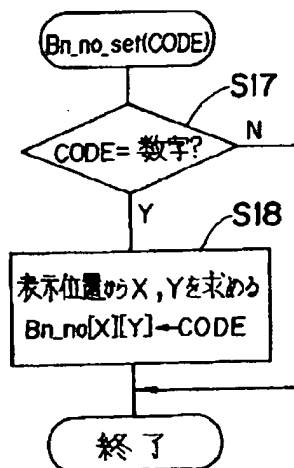 Bn_no_set(CODE)
S17
CODE=数字?
N
Y
S18
表示位置からX,Yを求める
Bn_no[X][Y]←CODE
終了